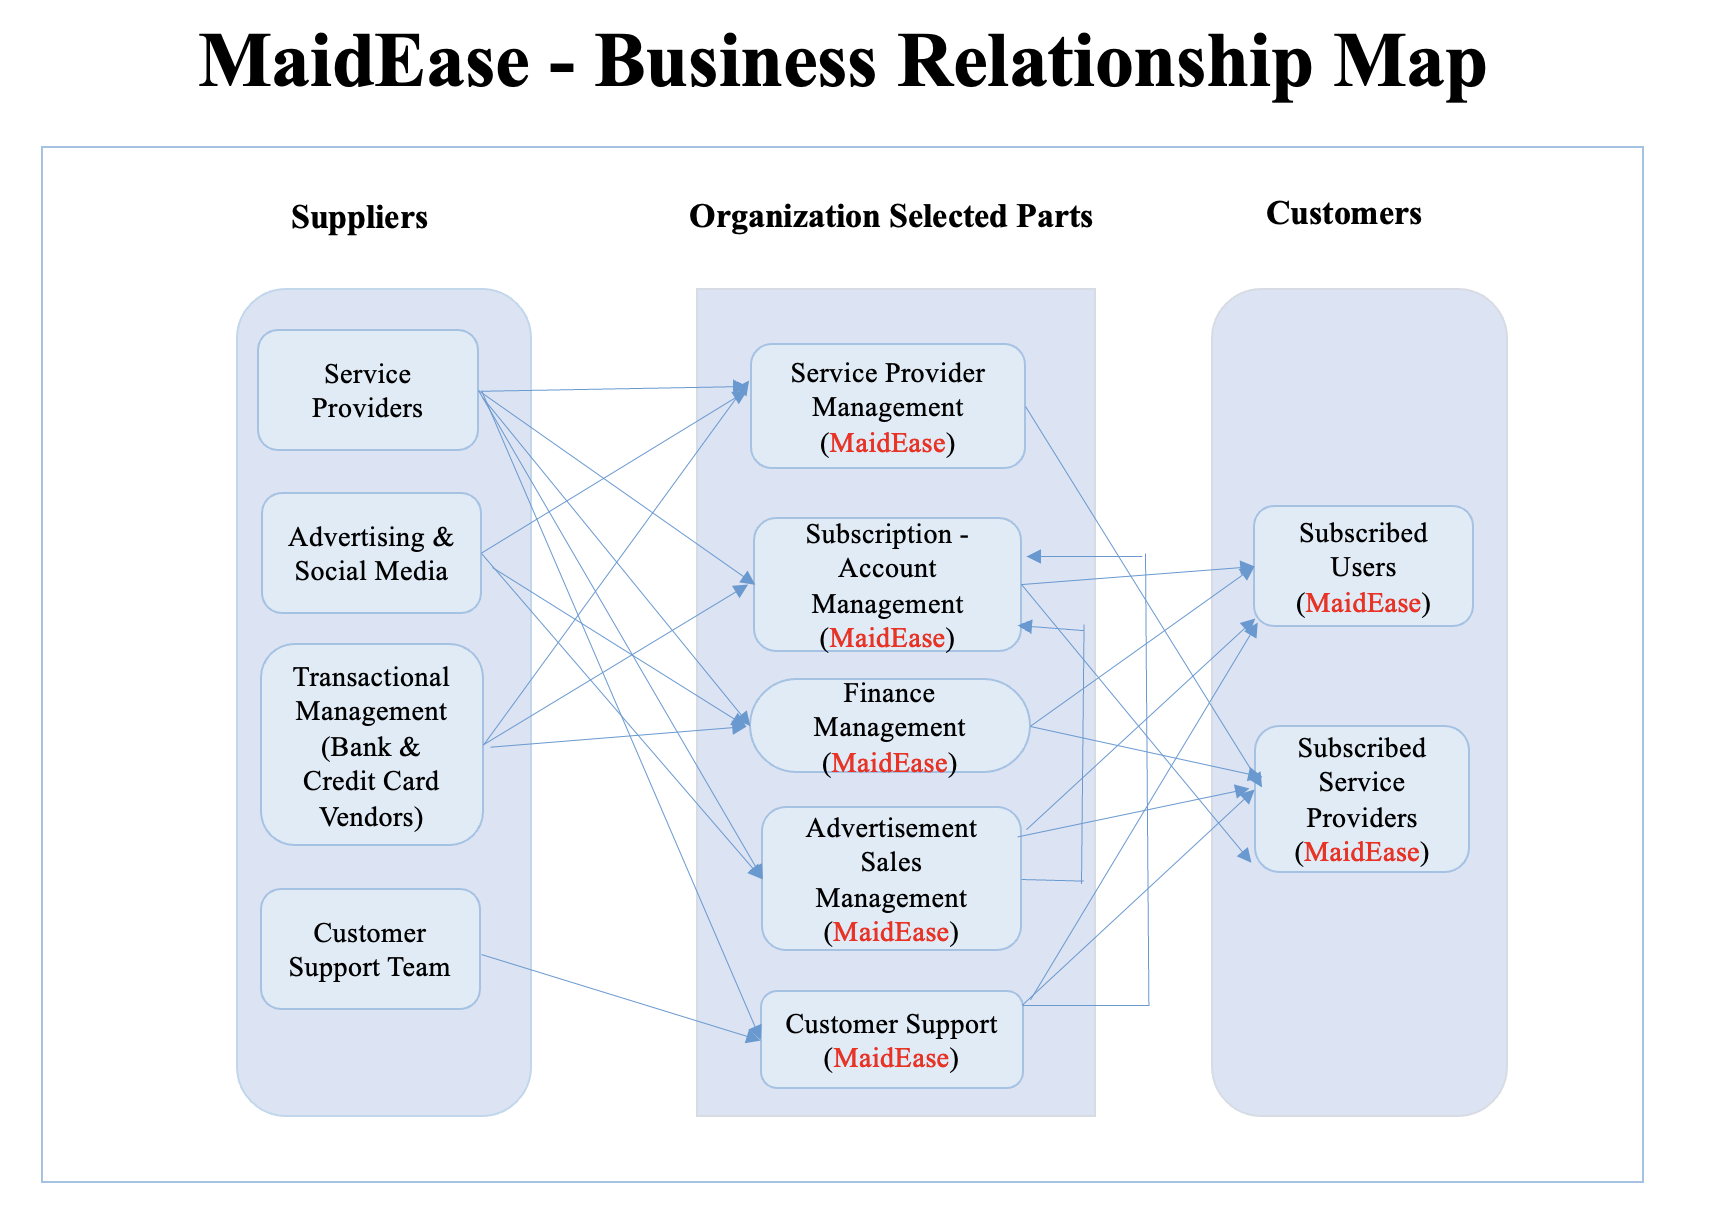 MaidEase - Business Relationship Map
Suppliers
Organization Selected Parts
Customers
Service
Providers
Advertising &
Social Media
Transactional
Management
(Bank &
Credit Card
Vendors)
Customer
Support Team
Service Provider
Management
(MaidEase)
Subscription -
Account
Management
(MaidEase)
Finance
Management
(MaidEase)
Advertisement
Sales
Management
(MaidEase)
Customer Support
(MaidEase)
Subscribed
Users
(MaidEase)
Subscribed
Service
Providers
(MaidEase)